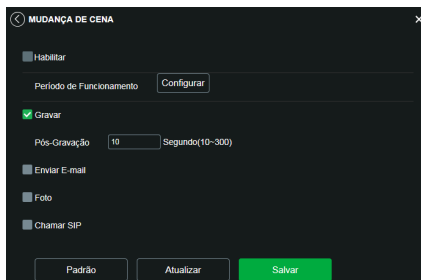 MUDANÇA DE CENA
Habilitar
Período de Funcionamento Configurar
Gravar
Pós-Gravação 10 Segundo(10~300)
Enviar E-mail
Foto
Chamar SIP
Padrão Atualizar Salvar